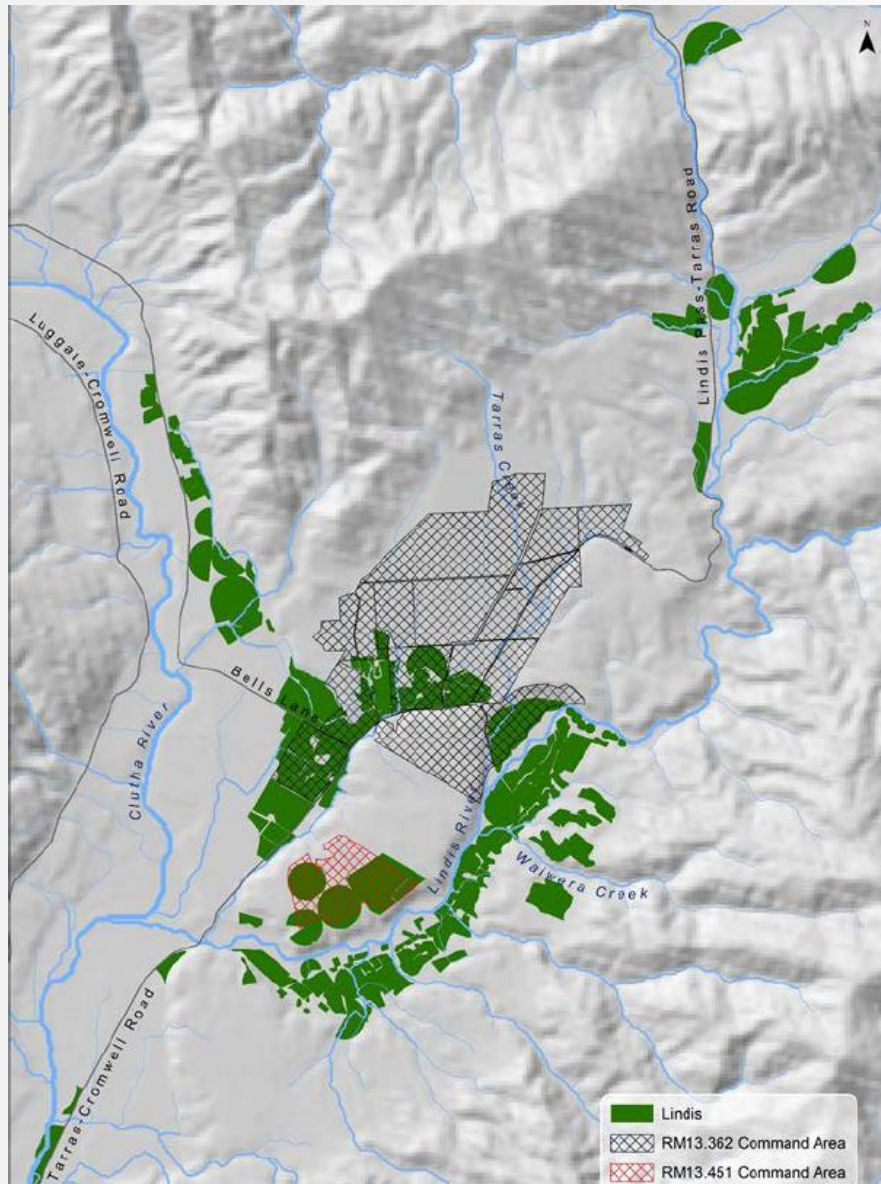 N
Lindis Pass-Tarras Road
Luggate-Cromwell Road
Tarras Creek
Bells Lane
Clutha River
Lindis River
Waiwera Creek
Tarras-Cromwell Road
Lindis
RM13.362 Command Area
RM13.451 Command Area